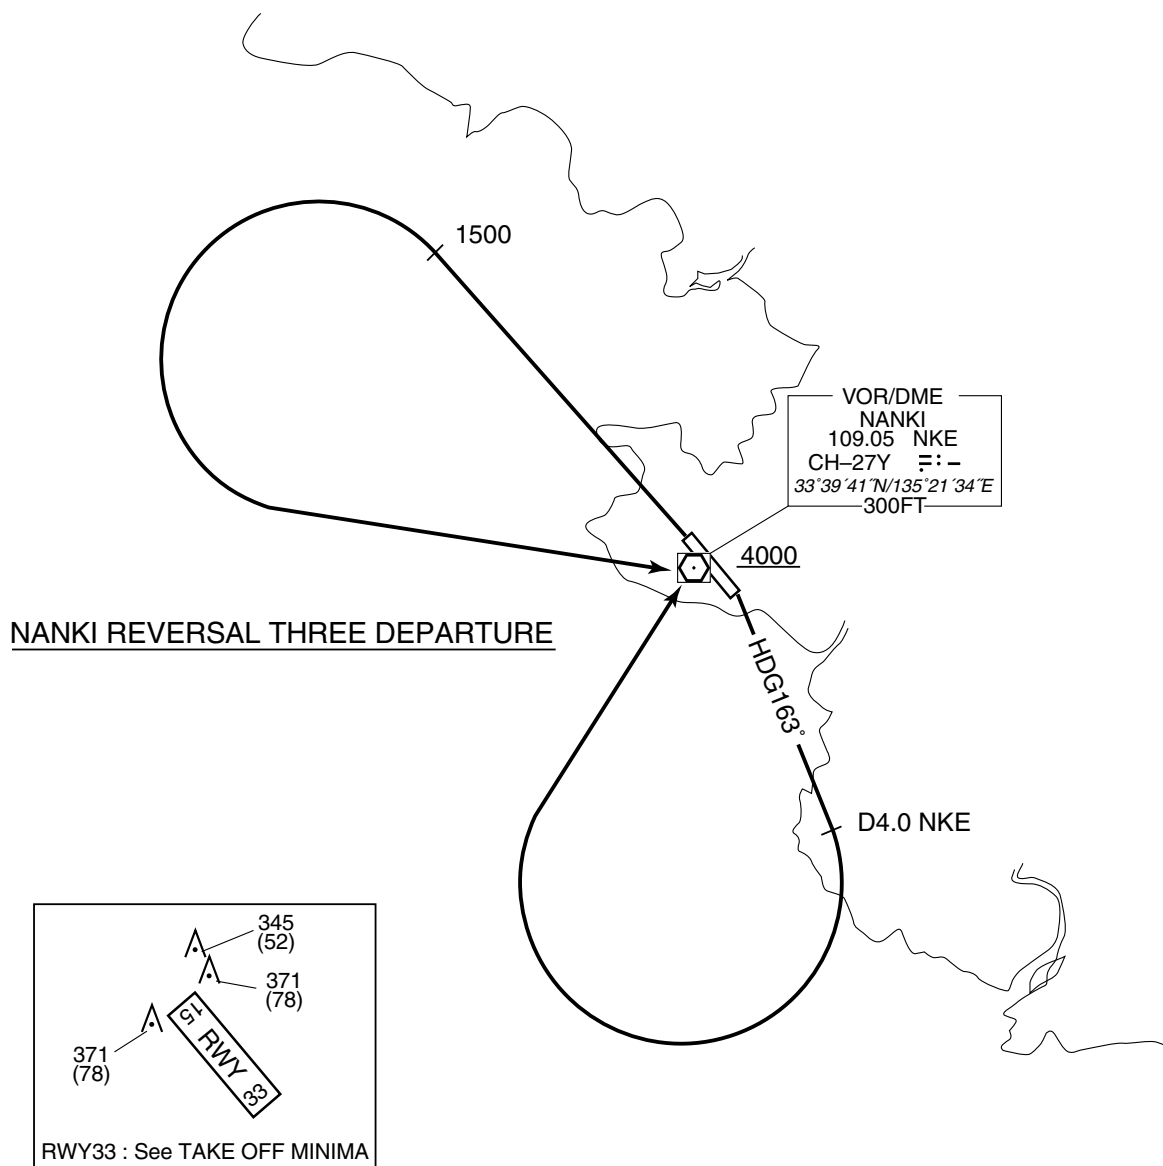 1500
VOR/DME
NANKI
109.05 NKE
CH–27Y
33°39´41˝N/135°21´34˝E
300FT
4000
NANKI REVERSAL THREE DEPARTURE
HDG163°
D4.0 NKE
345
(52)
371
(78)
371
(78)
15 RWY 33
RWY33 : See TAKE OFF MINIMA